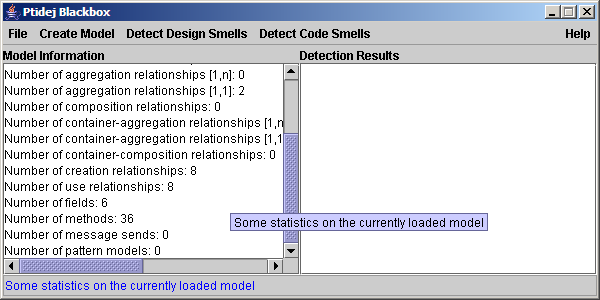 Ptidej Blackbox
File Create Model Detect Design Smells Detect Code Smells Help
Model Information Detection Results
Number of aggregation relationships [1,n]: 0
Number of aggregation relationships [1,1]: 2
Number of composition relationships: 0
Number of container-aggregation relationships [1,n
Number of container-aggregation relationships [1,1
Number of container-composition relationships: 0
Number of creation relationships: 8
Number of use relationships: 8
Number of fields: 6
Number of methods: 36
Some statistics on the currently loaded model
Number of message sends: 0
Number of pattern models: 0
Some statistics on the currently loaded model